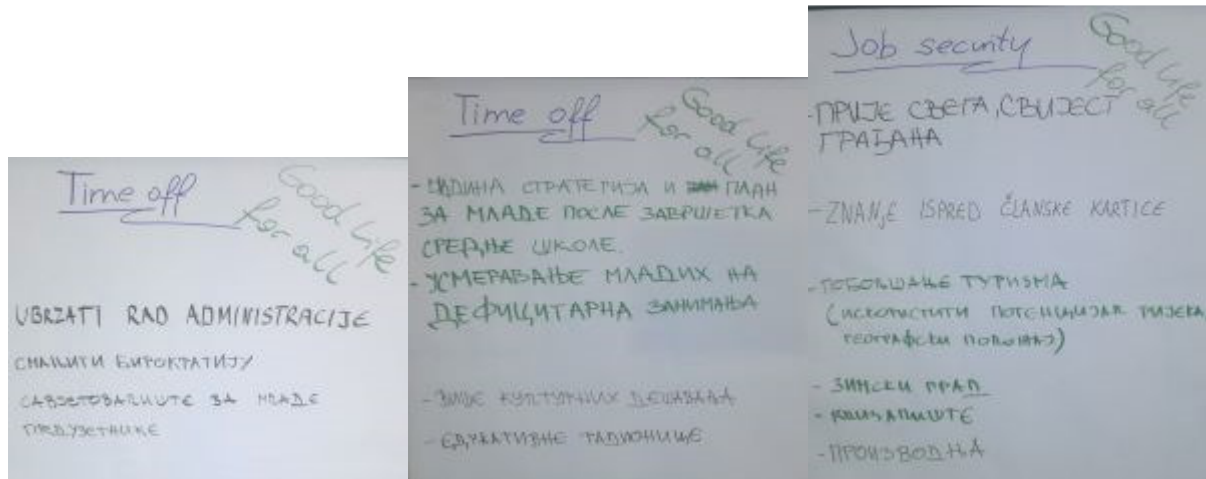 Time off
Good life
for all
UBRZATI RAD ADMINISTRACIJE
СМАЊИТИ БИРОКРАТИЈУ
САВЈЕТОВАЛИШТЕ ЗА МЛАДЕ
ПРЕДУЗЕТНИКЕ
Time off
Good life
for all
СТРАТЕГИЈА И ПЛАН
ЗА МЛАДЕ ПОСЛЕ ЗАВРШЕТКА
СРЕДЊЕ ШКОЛЕ.
- УСМЕРАВАЊЕ МЛАДИХ НА
ДЕФИЦИТАРНА ЗАНИМАЊА
- ВИШЕ КУЛТУРНИХ ДЕШАВАЊА
- ЕДУКАТИВНЕ РАДИОНИЦЕ
Job security
Good life
for all
- ПРИЈЕ СВЕГА, СВИЈЕСТ
ГРАЂАНА
- ZNANJE ISPRED ČLANSKE KARTICE
- ПОБОЉШАЊЕ ТУРИЗМА
(ИСКОРИСТИТИ ПОТЕНЦИЈАЛ РИЈЕКА,
ГЕОГРАФСКИ ПОЛОЖАЈ)
- ЗИМСКИ ГРАД
- КЛИЗАЛИШТЕ
- ПРОИЗВОДЊА